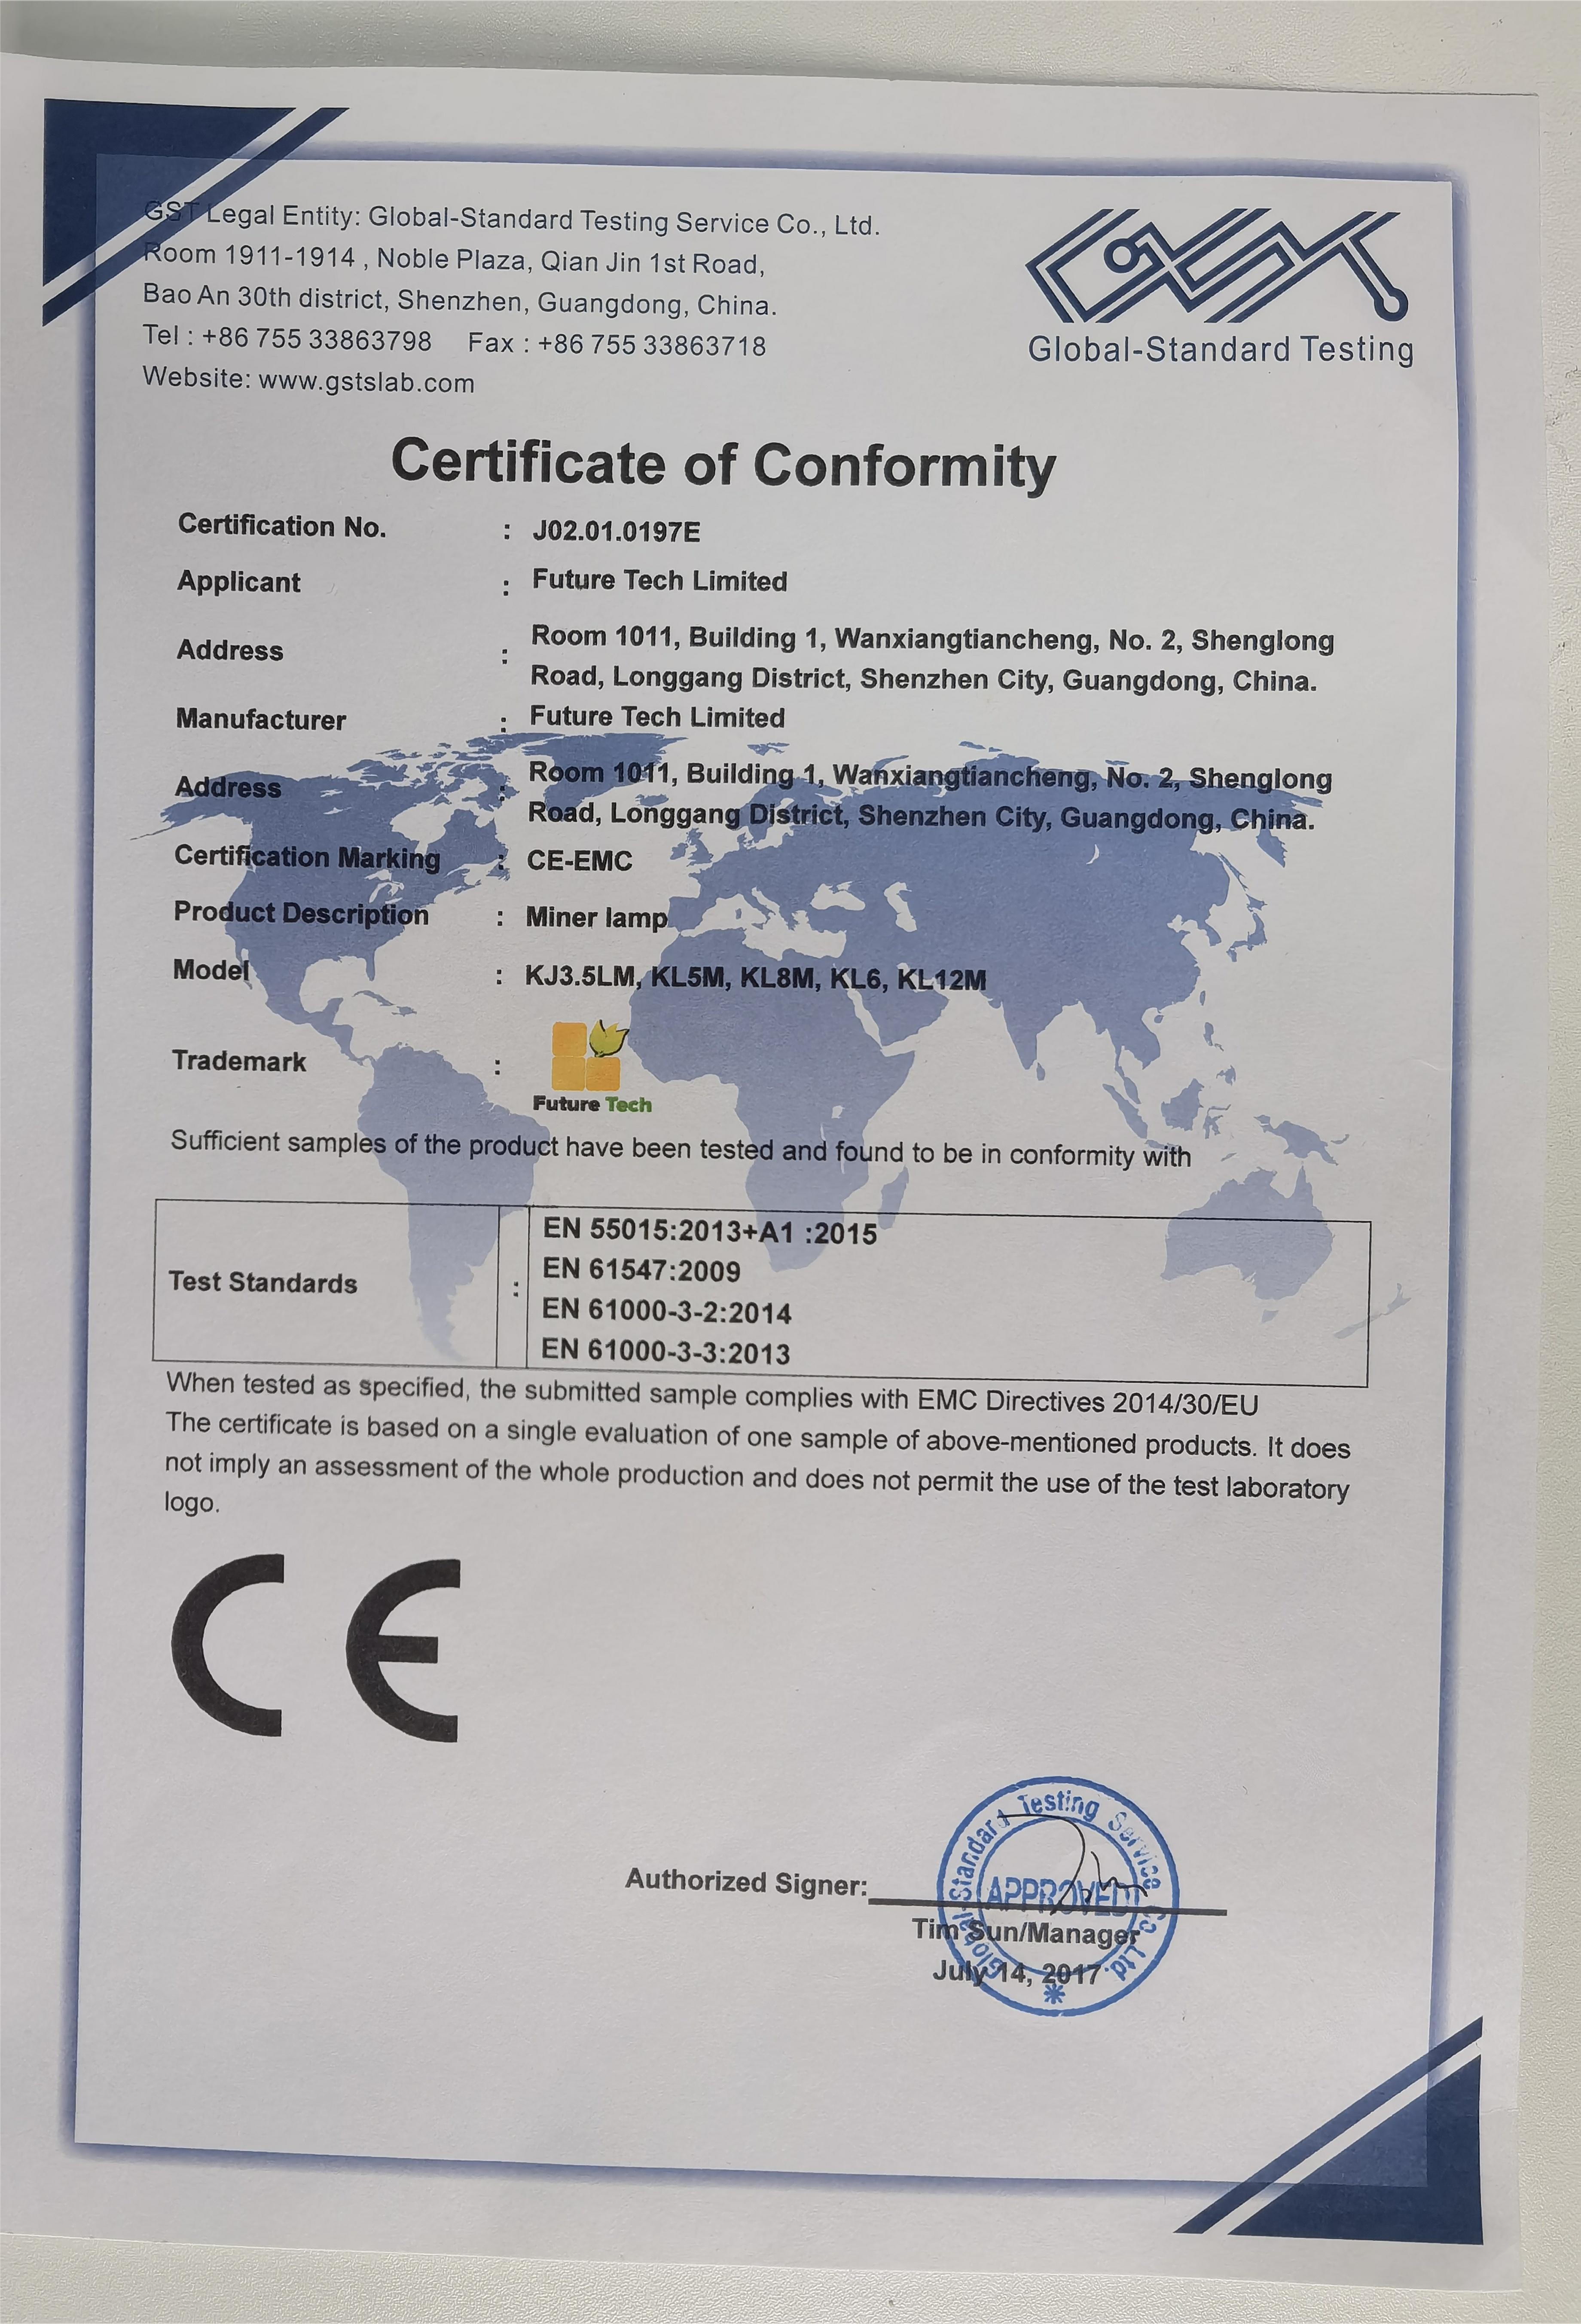 GST Legal Entity: Global-Standard Testing Service Co., Ltd.
Room 1911-1914 , Noble Plaza, Qian Jin 1st Road,
Bao An 30th district, Shenzhen, Guangdong, China.
Tel : +86 755 33863798 Fax : +86 755 33863718
Website: www.gstslab.com
GST
Global-Standard Testing
Certificate of Conformity
Certification No. : J02.01.0197E
Applicant : Future Tech Limited
Address : Room 1011, Building 1, Wanxiangtiancheng, No. 2, Shenglong
Road, Longgang District, Shenzhen City, Guangdong, China.
Manufacturer : Future Tech Limited
Address : Room 1011, Building 1, Wanxiangtiancheng, No. 2, Shenglong
Road, Longgang District, Shenzhen City, Guangdong, China.
Certification Marking : CE-EMC
Product Description : Miner lamp
Model : KJ3.5LM, KL5M, KL8M, KL6, KL12M
Trademark :
Future Tech
Sufficient samples of the product have been tested and found to be in conformity with
Test Standards :
EN 55015:2013+A1 :2015
EN 61547:2009
EN 61000-3-2:2014
EN 61000-3-3:2013
When tested as specified, the submitted sample complies with EMC Directives 2014/30/EU
The certificate is based on a single evaluation of one sample of above-mentioned products. It does
not imply an assessment of the whole production and does not permit the use of the test laboratory
logo.
CE
Authorized Signer:
Global-Standard Testing Service Co., Ltd.
APPROVED
Tim Sun/Manager
July 14, 2017